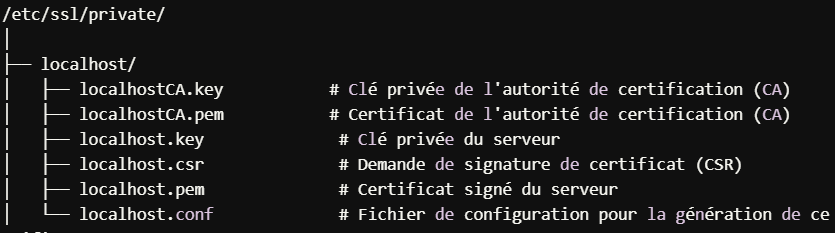 /etc/ssl/private/
│
├── localhost/
│   ├── localhostCA.key           # Clé privée de l'autorité de certification (CA)
│   ├── localhostCA.pem           # Certificat de l'autorité de certification (CA)
│   ├── localhost.key              # Clé privée du serveur
│   ├── localhost.csr              # Demande de signature de certificat (CSR)
│   ├── localhost.pem              # Certificat signé du serveur
│   └── localhost.conf             # Fichier de configuration pour la génération de ce